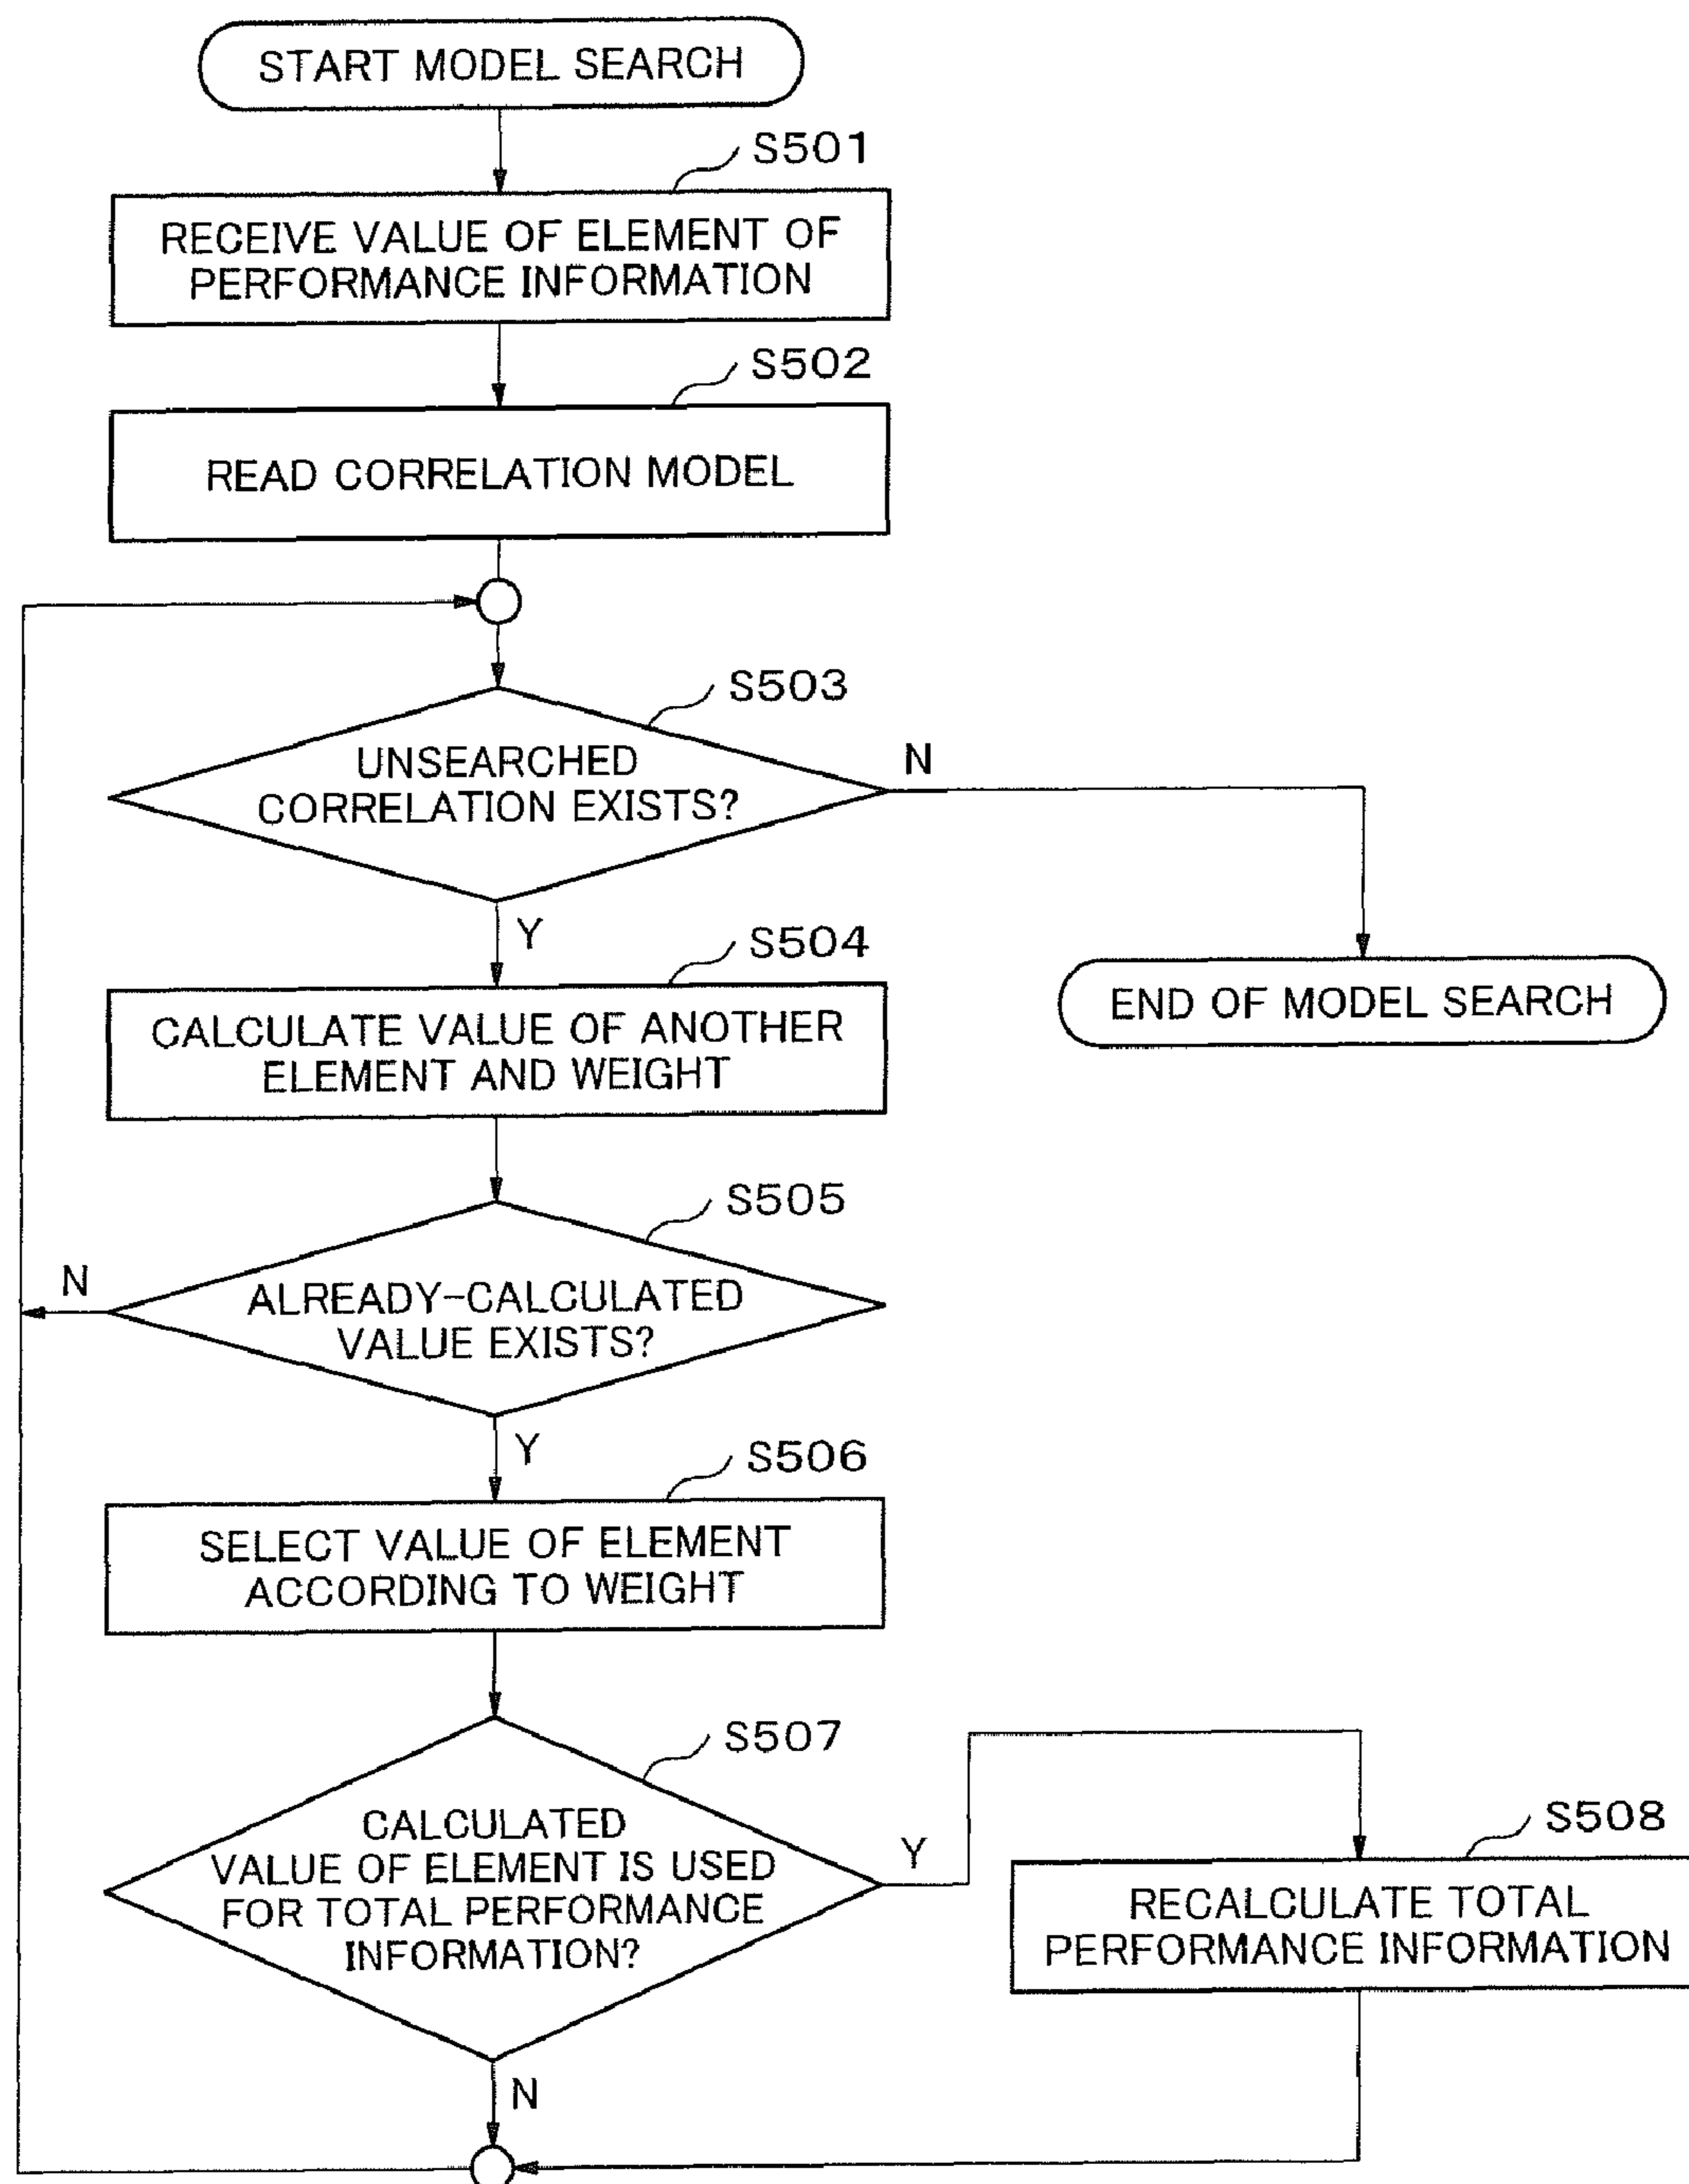 START MODEL SEARCH
S501
RECEIVE VALUE OF ELEMENT OF
PERFORMANCE INFORMATION
S502
READ CORRELATION MODEL
S503
UNSEARCHED
CORRELATION EXISTS?
N
Y
S504
CALCULATE VALUE OF ANOTHER
ELEMENT AND WEIGHT
END OF MODEL SEARCH
S505
ALREADY-CALCULATED
VALUE EXISTS?
N
Y
S506
SELECT VALUE OF ELEMENT
ACCORDING TO WEIGHT
S507
CALCULATED
VALUE OF ELEMENT IS USED
FOR TOTAL PERFORMANCE
INFORMATION?
Y
N
S508
RECALCULATE TOTAL
PERFORMANCE INFORMATION